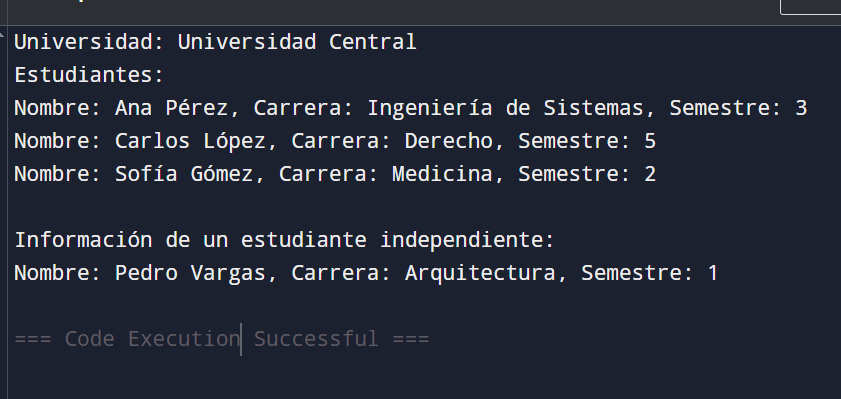 Universidad: Universidad Central
Estudiantes:
Nombre: Ana Pérez, Carrera: Ingeniería de Sistemas, Semestre: 3
Nombre: Carlos López, Carrera: Derecho, Semestre: 5
Nombre: Sofía Gómez, Carrera: Medicina, Semestre: 2
Información de un estudiante independiente:
Nombre: Pedro Vargas, Carrera: Arquitectura, Semestre: 1
=== Code Execution Successful ===